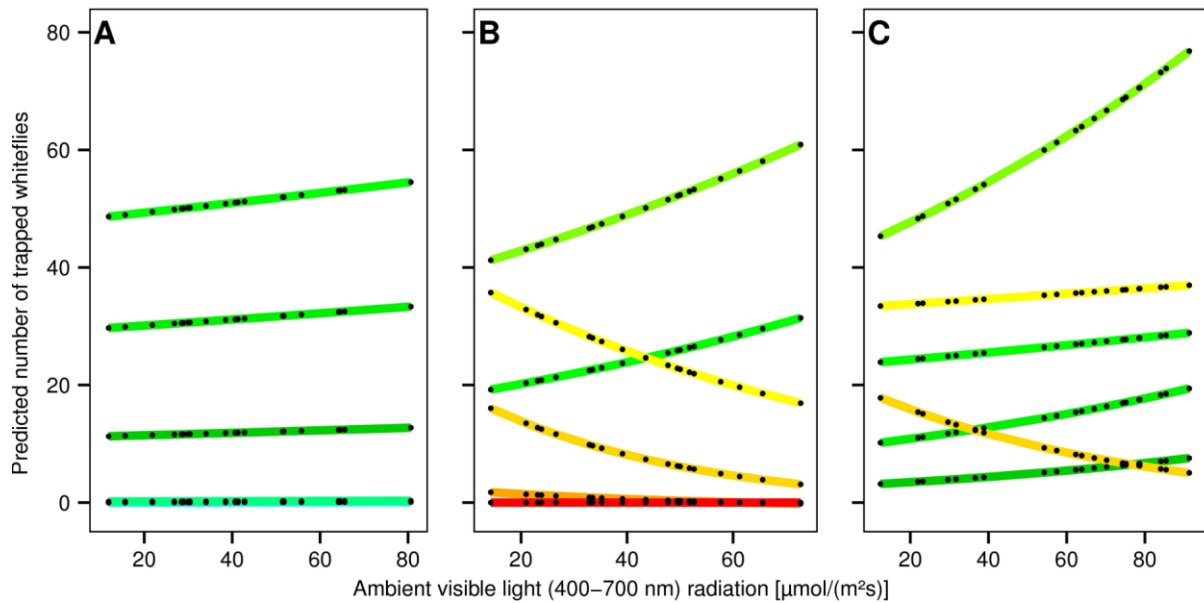 A B C
Predicted number of trapped whiteflies
80
60
40
20
0
20 40 60 80
20 40 60
20 40 60 80
Ambient visible light (400–700 nm) radiation [μmol/(m²s)]